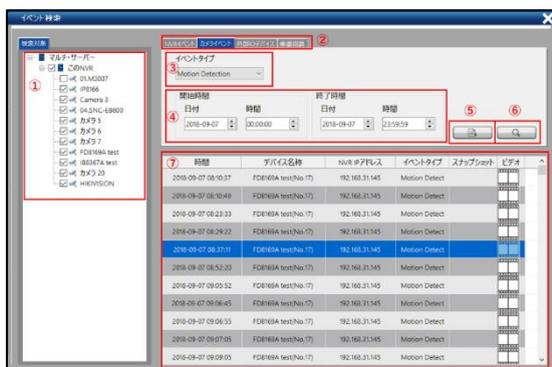 イベント検索
検索対象
NVRイベント カメライベント 外部I/Oデバイス ②
マルチ・サーバー
このNVR
①
01.M3007
IP8166
Camera 3
04.SNC-EB600
カメラ 5
カメラ 6
カメラ 7
FD8169A test
IB8367A test
カメラ 20
HIKIVISION
③
イベントタイプ
Motion Detection
④
開始時間
日付 時間
2018-09-07 00:00:00
終了時間
日付 時間
2018-09-07 23:59:59
⑤ ⑥
⑦ 時間 デバイス名称 NVR IPアドレス イベントタイプ スナップショット ビデオ
2018-09-07 08:10:37 FD8169A test(No.17) 192.168.31.145 Motion Detect
2018-09-07 08:10:49 FD8169A test(No.17) 192.168.31.145 Motion Detect
2018-09-07 08:23:33 FD8169A test(No.17) 192.168.31.145 Motion Detect
2018-09-07 08:29:22 FD8169A test(No.17) 192.168.31.145 Motion Detect
2018-09-07 08:37:11 FD8169A test(No.17) 192.168.31.145 Motion Detect
2018-09-07 08:52:20 FD8169A test(No.17) 192.168.31.145 Motion Detect
2018-09-07 09:05:52 FD8169A test(No.17) 192.168.31.145 Motion Detect
2018-09-07 09:06:45 FD8169A test(No.17) 192.168.31.145 Motion Detect
2018-09-07 09:06:55 FD8169A test(No.17) 192.168.31.145 Motion Detect
2018-09-07 09:07:05 FD8169A test(No.17) 192.168.31.145 Motion Detect
2018-09-07 09:09:05 FD8169A test(No.17) 192.168.31.145 Motion Detect